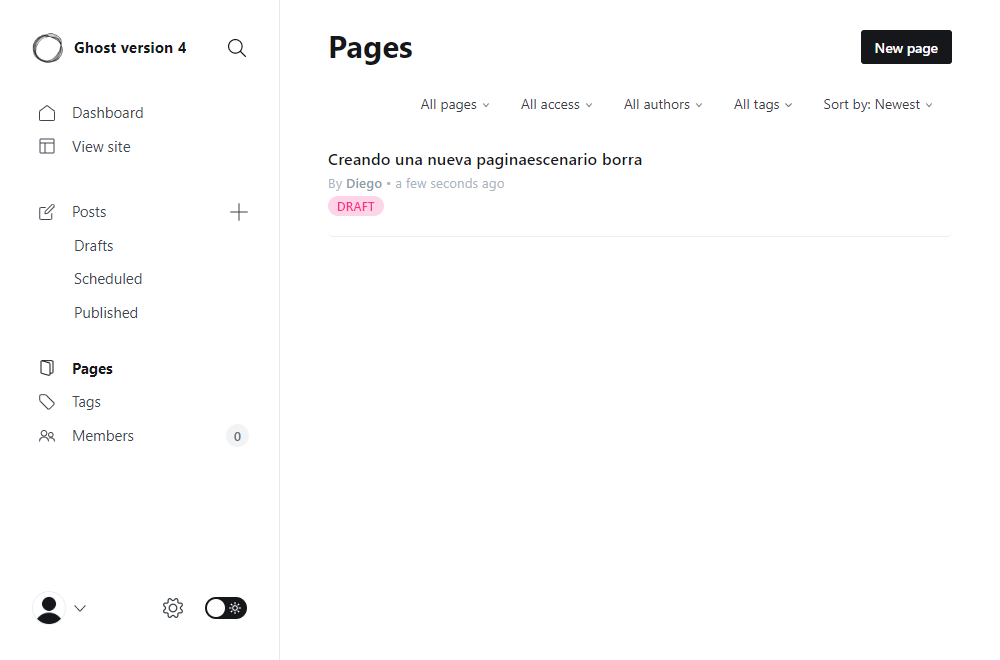 Ghost version 4
Dashboard
View site
Posts
Drafts
Scheduled
Published
Pages
Tags
Members 0
Pages
New page
All pages All access All authors All tags Sort by: Newest
Creando una nueva paginaescenario borra
By Diego • a few seconds ago
DRAFT